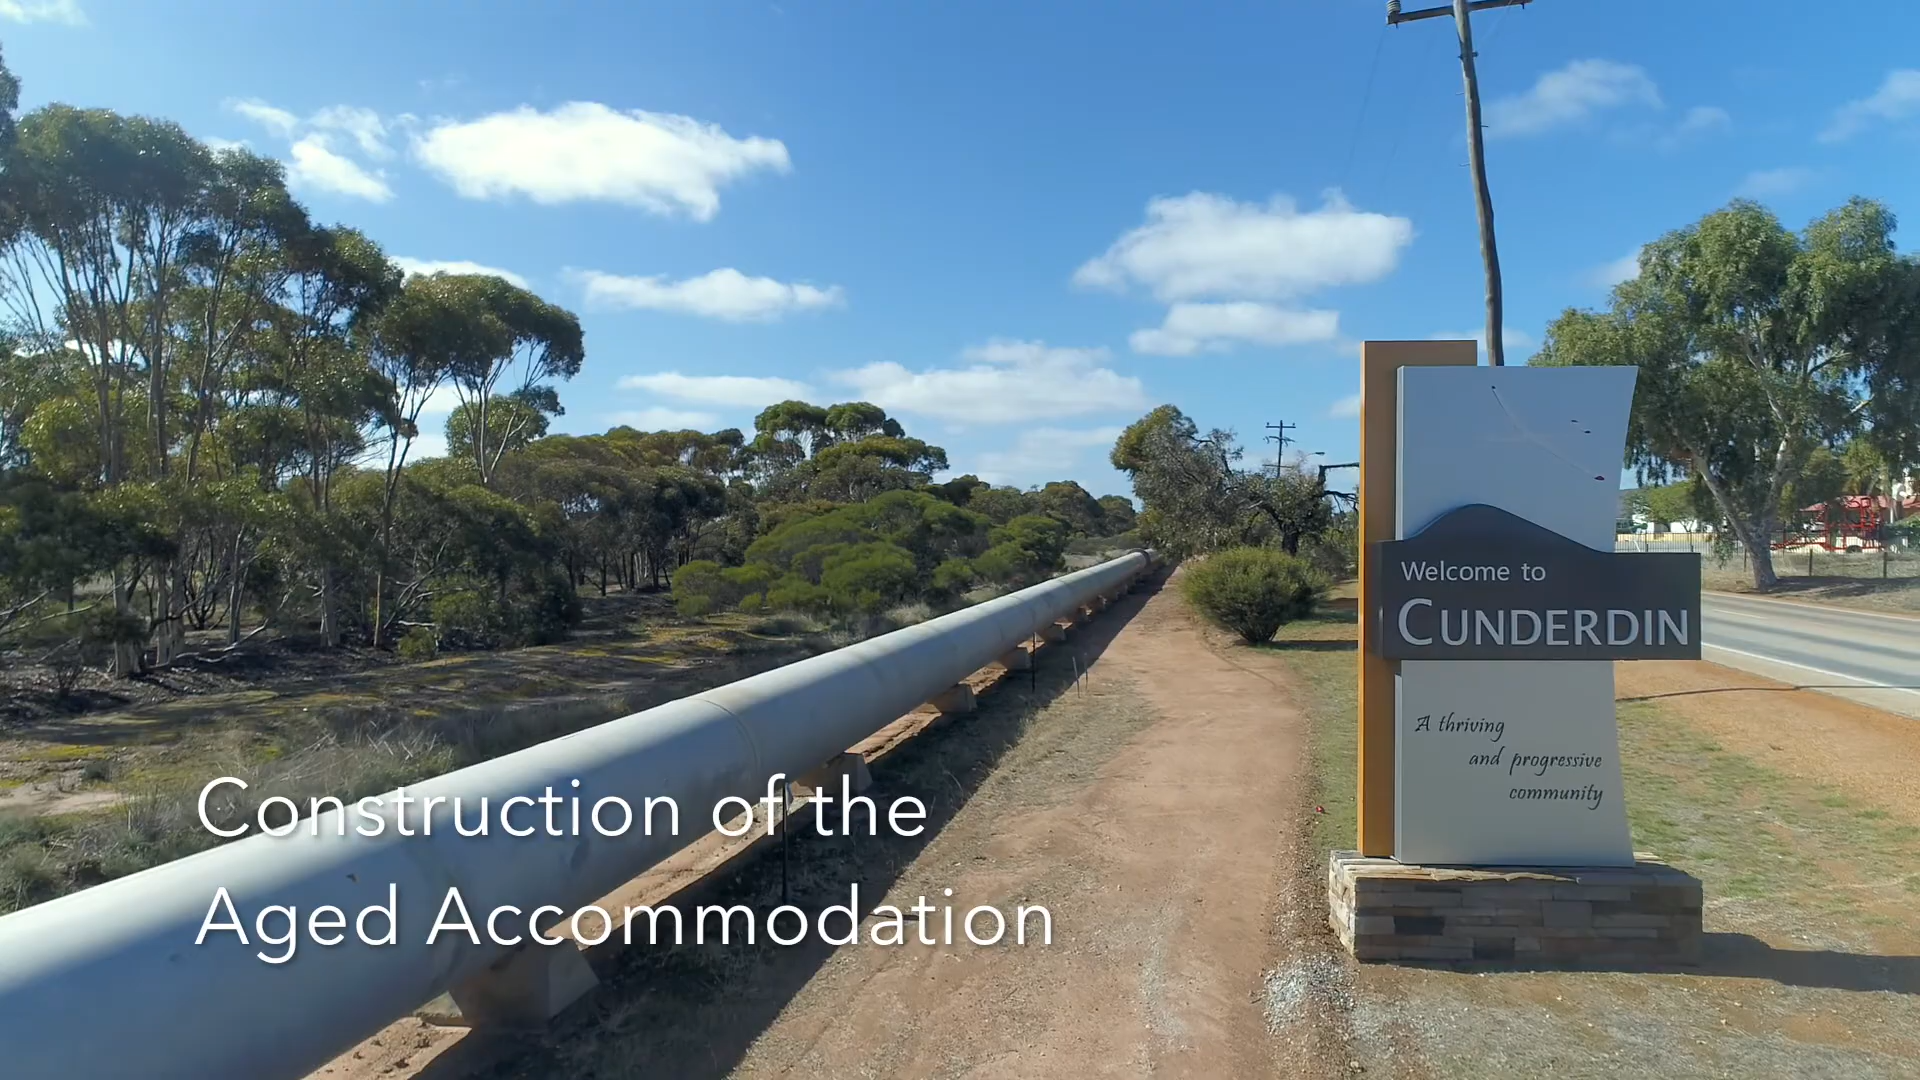 Welcome to
CUNDERDIN
A thriving
and progressive
community
Construction of the
Aged Accommodation